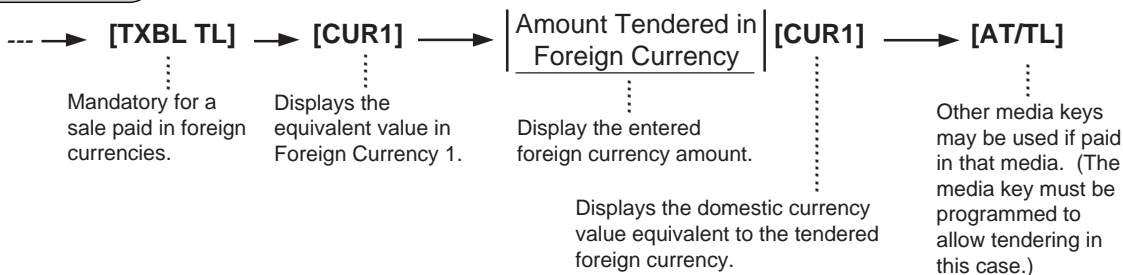 --- [TXBL TL] [CUR1] Amount Tendered in Foreign Currency [CUR1] [AT/TL]
Mandatory for a
sale paid in foreign
currencies.
Displays the
equivalent value in
Foreign Currency 1.
Display the entered
foreign currency amount.
Displays the domestic currency
value equivalent to the tendered
foreign currency.
Other media keys
may be used if paid
in that media. (The
media key must be
programmed to
allow tendering in
this case.)